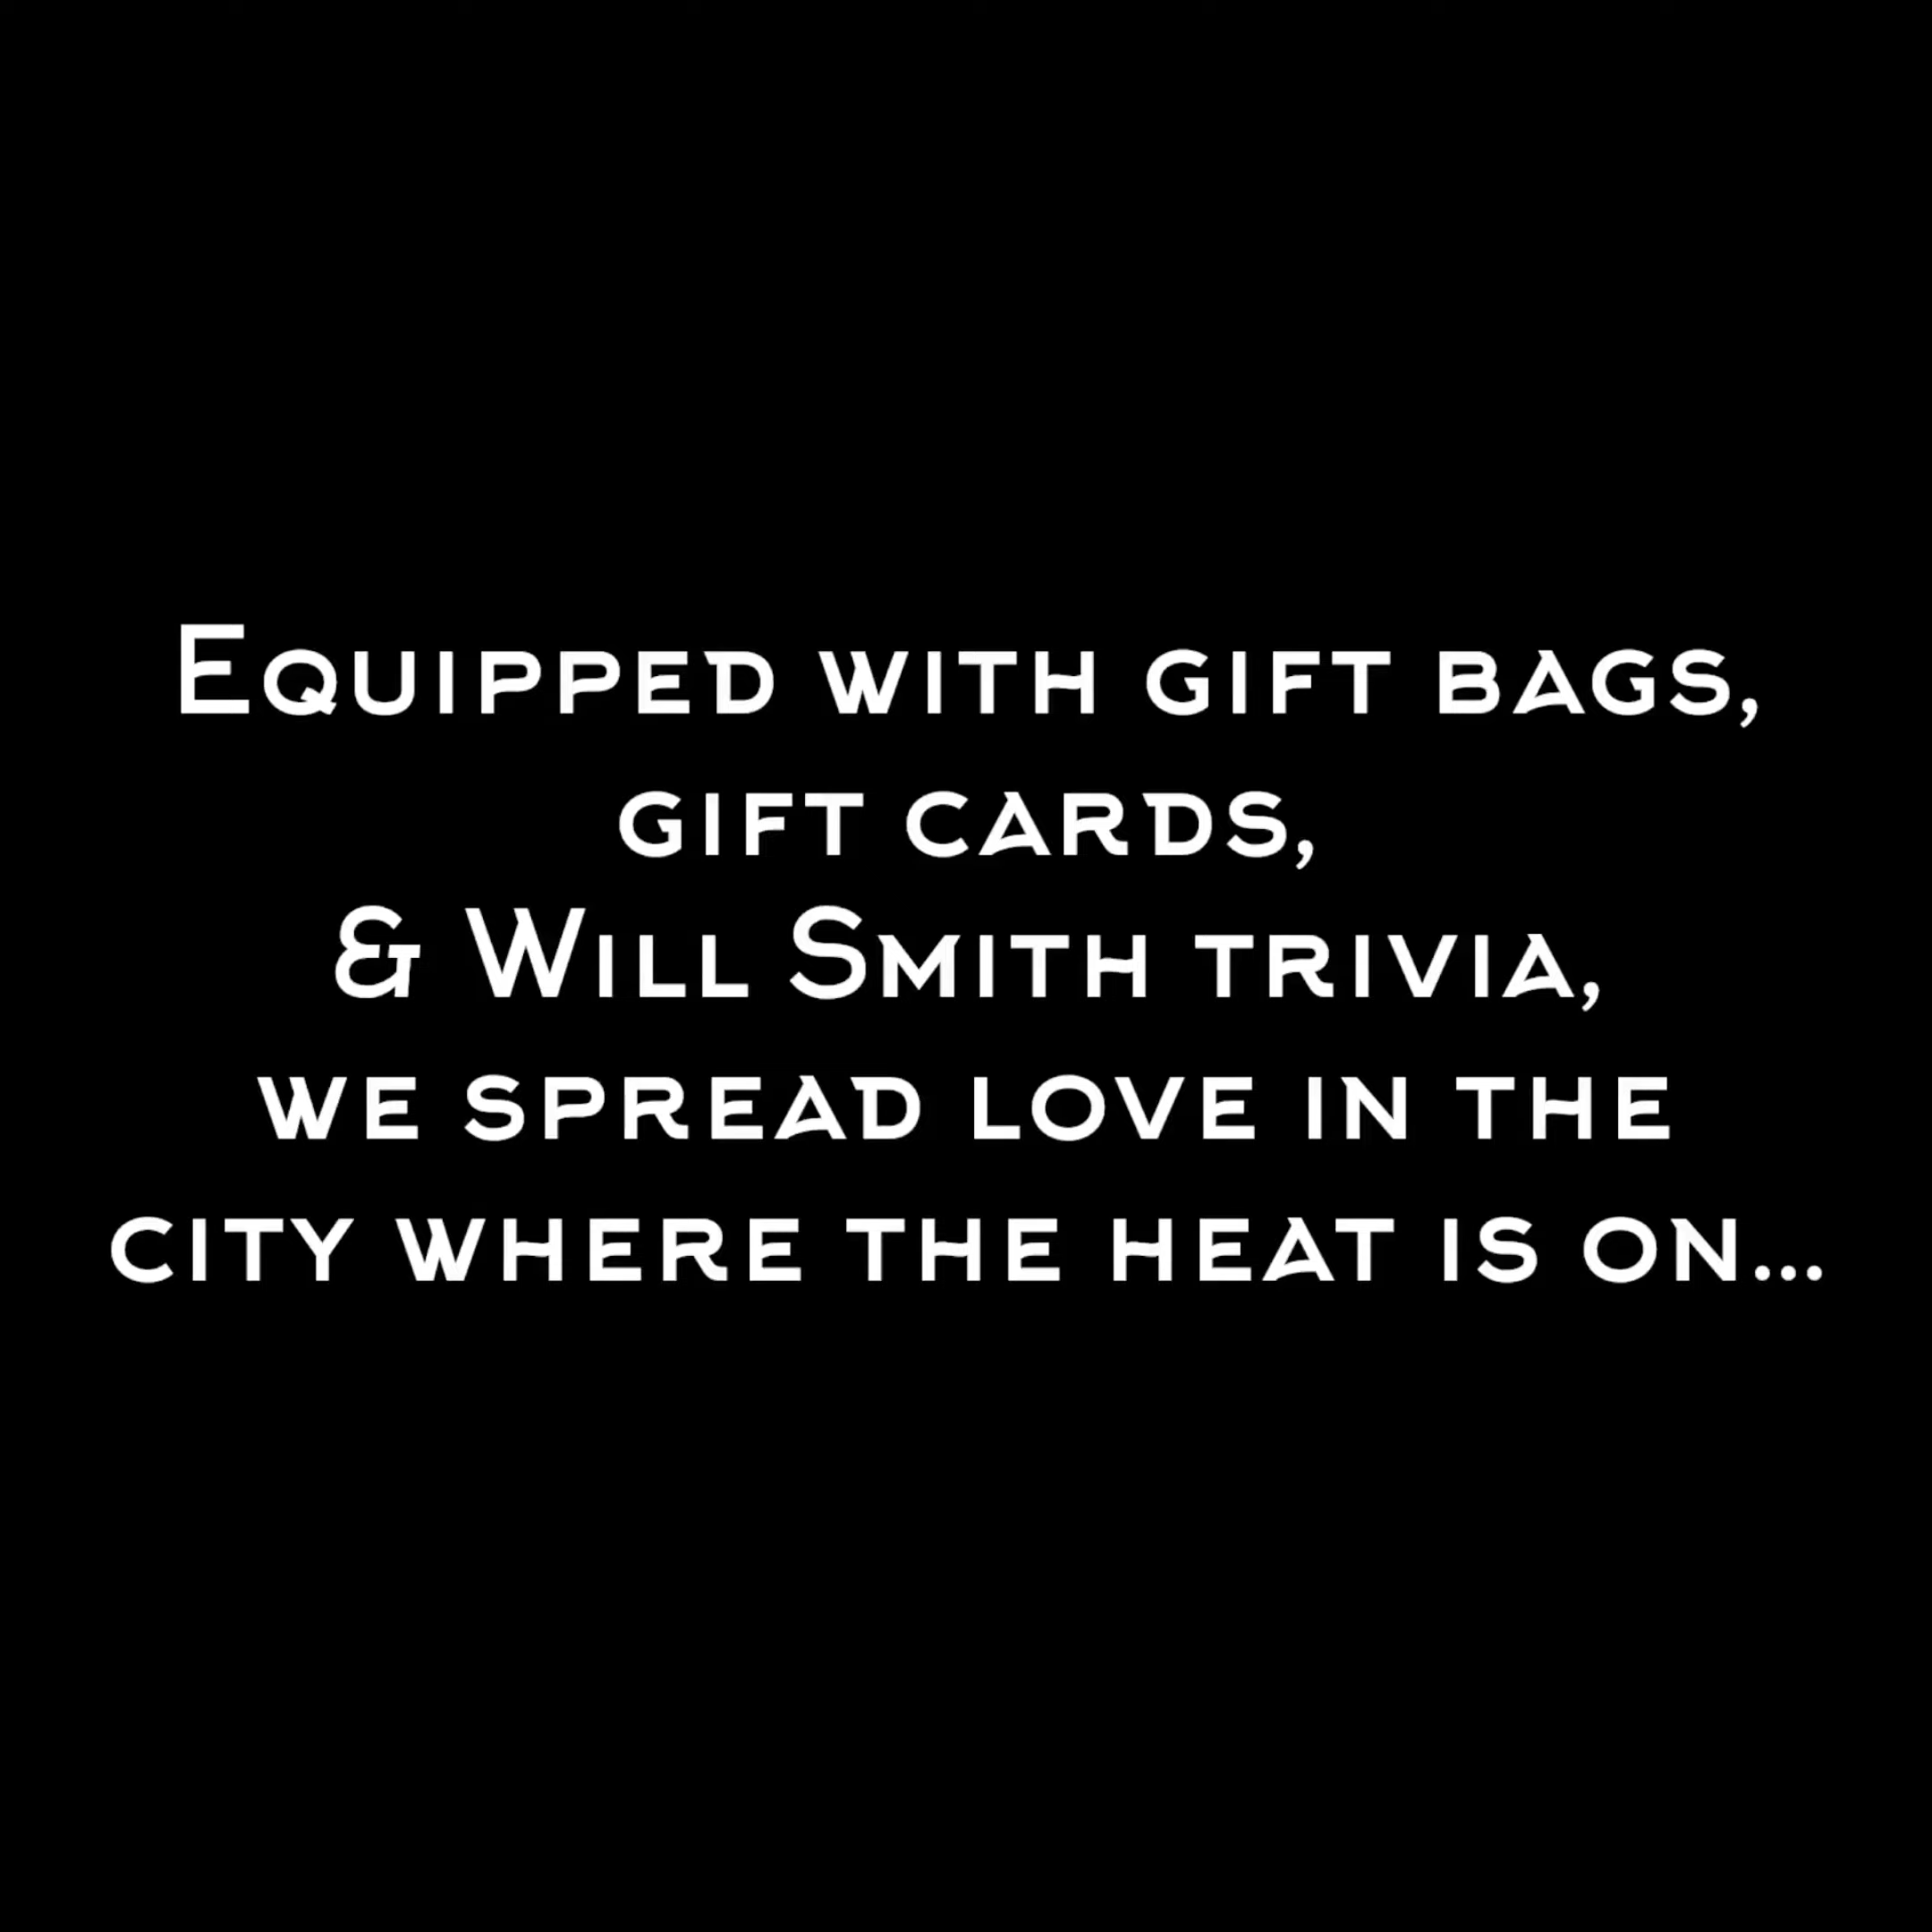 Equipped with gift bags,
gift cards,
& Will Smith trivia,
we spread love in the
city where the heat is on...